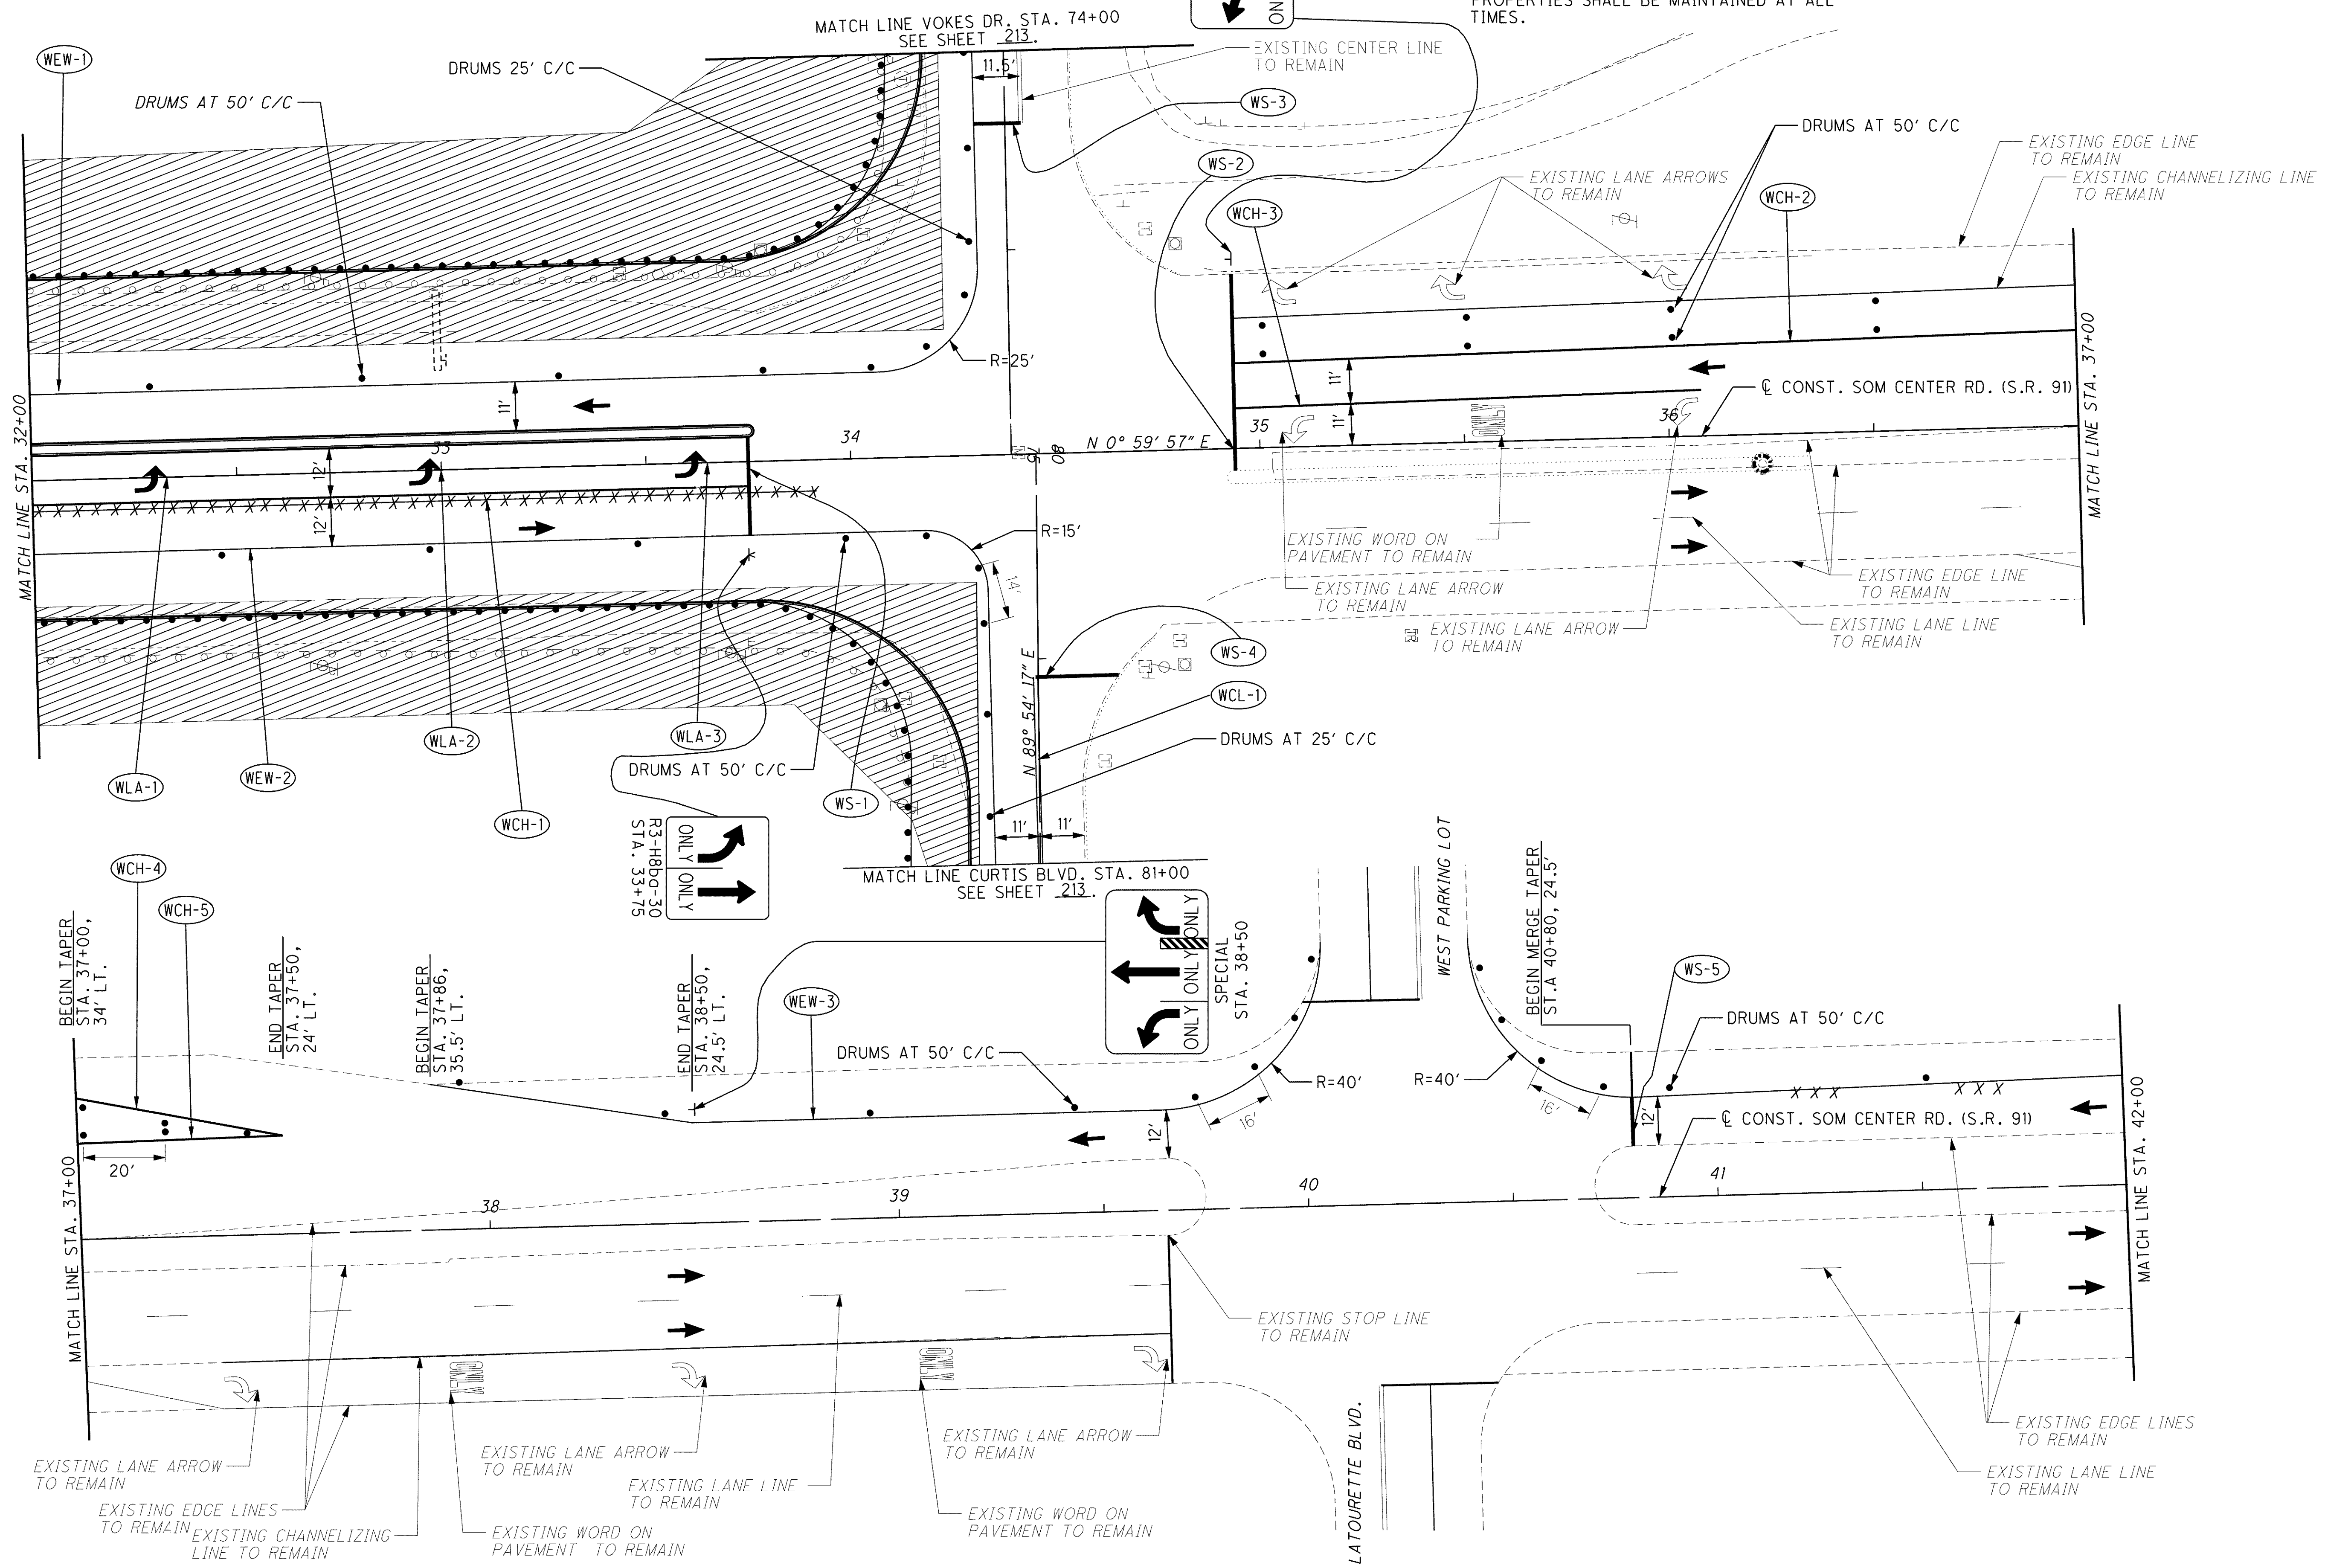 MATCH LINE VOKES DR. STA. 74+00
SEE SHEET 213.
ON
PROPERTIES SHALL BE MAINTAINED AT ALL
TIMES.
WEW-1
DRUMS 25' C/C
DRUMS AT 50' C/C
11.5'
EXISTING CENTER LINE
TO REMAIN
WS-3
DRUMS AT 50' C/C
EXISTING EDGE LINE
TO REMAIN
WS-2
EXISTING LANE ARROWS
TO REMAIN
EXISTING CHANNELIZING LINE
TO REMAIN
WCH-3
WCH-2
R=25'
11'
11'
11'
℄ CONST. SOM CENTER RD. (S.R. 91)
MATCH LINE STA. 32+00
MATCH LINE STA. 37+00
33
34
75
80
N 0° 59' 57" E
35
36
ONLY
12'
12'
R=15'
14'
EXISTING WORD ON
PAVEMENT TO REMAIN
EXISTING LANE ARROW
TO REMAIN
EXISTING EDGE LINE
TO REMAIN
EXISTING LANE ARROW
TO REMAIN
EXISTING LANE LINE
TO REMAIN
WS-4
WCL-1
N 89° 54' 17" E
DRUMS AT 25' C/C
WLA-1
WEW-2
WLA-2
WCH-1
WLA-3
DRUMS AT 50' C/C
WS-1
ONLY
ONLY
R3-H8ba-30
STA. 33+75
11'
11'
MATCH LINE CURTIS BLVD. STA. 81+00
SEE SHEET 213.
WCH-4
WCH-5
BEGIN TAPER
STA. 37+00,
34' LT.
END TAPER
STA. 37+50,
24' LT.
BEGIN TAPER
STA. 37+86,
35.5' LT.
END TAPER
STA. 38+50,
24.5' LT.
WEW-3
DRUMS AT 50' C/C
ONLY
ONLY
ONLY
SPECIAL
STA. 38+50
WEST PARKING LOT
BEGIN MERGE TAPER
ST.A 40+80, 24.5'
WS-5
DRUMS AT 50' C/C
R=40'
R=40'
16'
16'
12'
12'
20'
℄ CONST. SOM CENTER RD. (S.R. 91)
MATCH LINE STA. 37+00
MATCH LINE STA. 42+00
38
39
40
41
EXISTING STOP LINE
TO REMAIN
ONLY
ONLY
EXISTING LANE ARROW
TO REMAIN
EXISTING EDGE LINES
TO REMAIN
EXISTING CHANNELIZING
LINE TO REMAIN
EXISTING LANE ARROW
TO REMAIN
EXISTING WORD ON
PAVEMENT TO REMAIN
EXISTING LANE LINE
TO REMAIN
EXISTING LANE ARROW
TO REMAIN
EXISTING WORD ON
PAVEMENT TO REMAIN
LATOURETTE BLVD.
EXISTING EDGE LINES
TO REMAIN
EXISTING LANE LINE
TO REMAIN